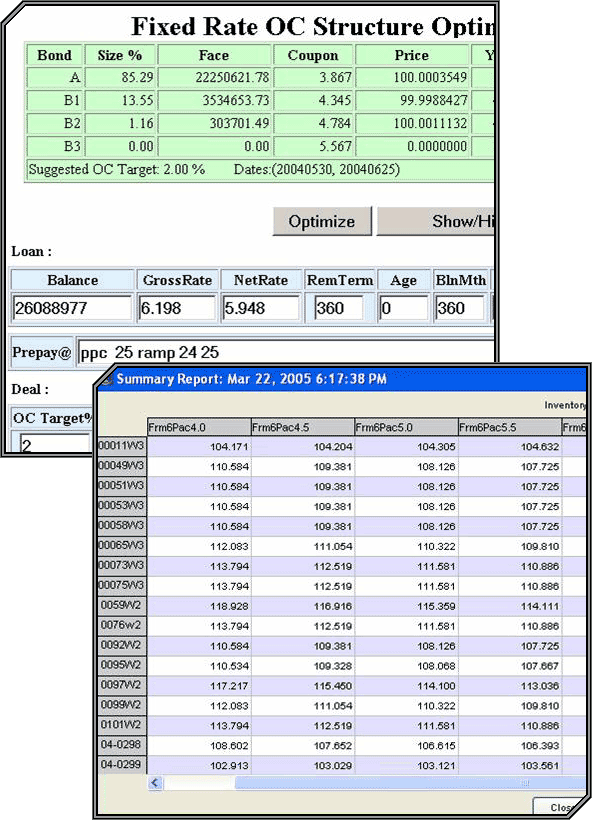 Fixed Rate OC Structure Optim
Bond Size % Face Coupon Price Y
A 85.29 22250621.78 3.867 100.0003549
B1 13.55 3534653.73 4.345 99.9988427
B2 1.16 303701.49 4.784 100.0011132
B3 0.00 0.00 5.567 0.0000000
Suggested OC Target: 2.00 % Dates:(20040530, 20040625)
Optimize Show/Hi
Loan :
Balance GrossRate NetRate RemTerm Age BlnMth
26088977 6.198 5.948 360 0 360
Prepay@ ppc 25 ramp 24 25
Deal :
OC Target%
2
Summary Report: Mar 22, 2005 6:17:38 PM
Inventory
Frm6Pac4.0 Frm6Pac4.5 Frm6Pac5.0 Frm6Pac5.5 Frm6
00011W3 104.171 104.204 104.305 104.632
00049W3 110.584 109.381 108.126 107.725
00051W3 110.584 109.381 108.126 107.725
00053W3 110.584 109.381 108.126 107.725
00058W3 110.584 109.381 108.126 107.725
00065W3 112.083 111.054 110.322 109.810
00073W3 113.794 112.519 111.581 110.886
00075W3 113.794 112.519 111.581 110.886
0059W2 118.928 116.916 115.359 114.111
0076w2 113.794 112.519 111.581 110.886
0092W2 110.584 109.381 108.126 107.725
0095W2 110.534 109.328 108.068 107.667
0097W2 117.217 115.450 114.100 113.036
0099W2 112.083 111.054 110.322 109.810
0101W2 113.794 112.519 111.581 110.886
04-0298 108.602 107.652 106.615 106.393
04-0299 102.913 103.029 103.121 103.561
Close